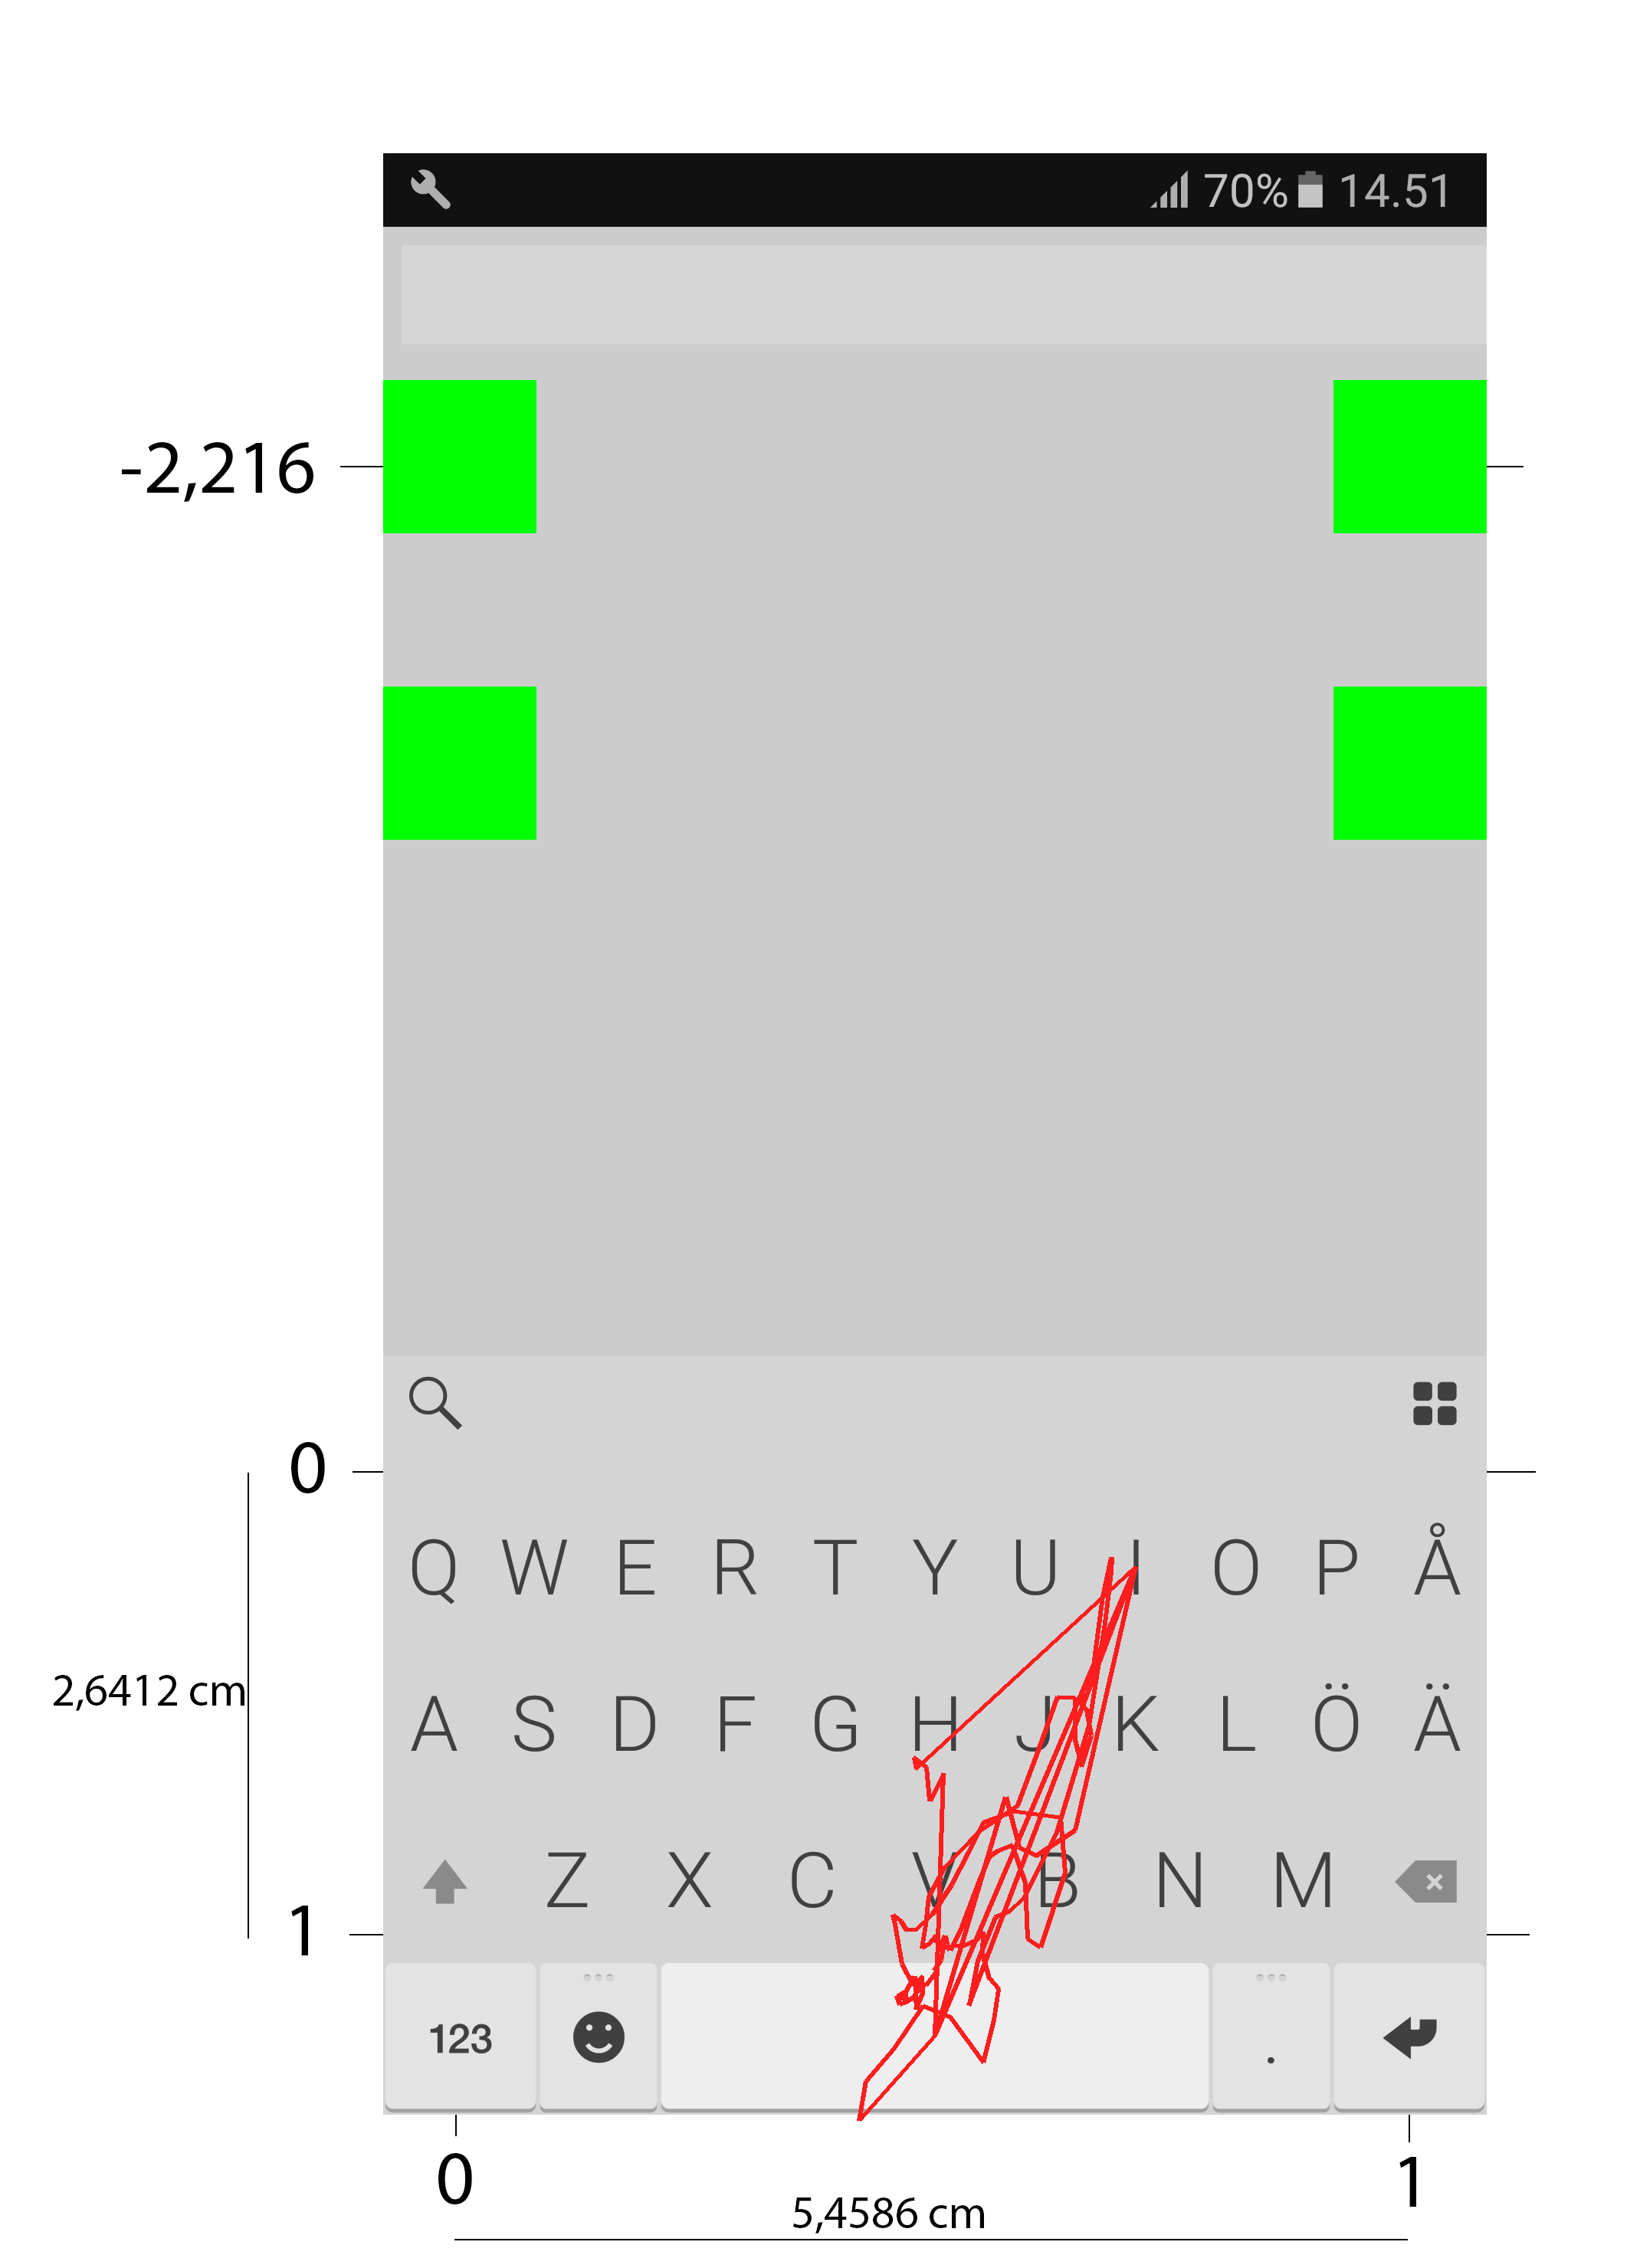 70% 14.51
-2,216
0
Q W E R T Y U I O P Å
2,6412 cm
A S D F G H J K L Ö Ä
Z X C V B N M
1
123 .
0 1
5,4586 cm